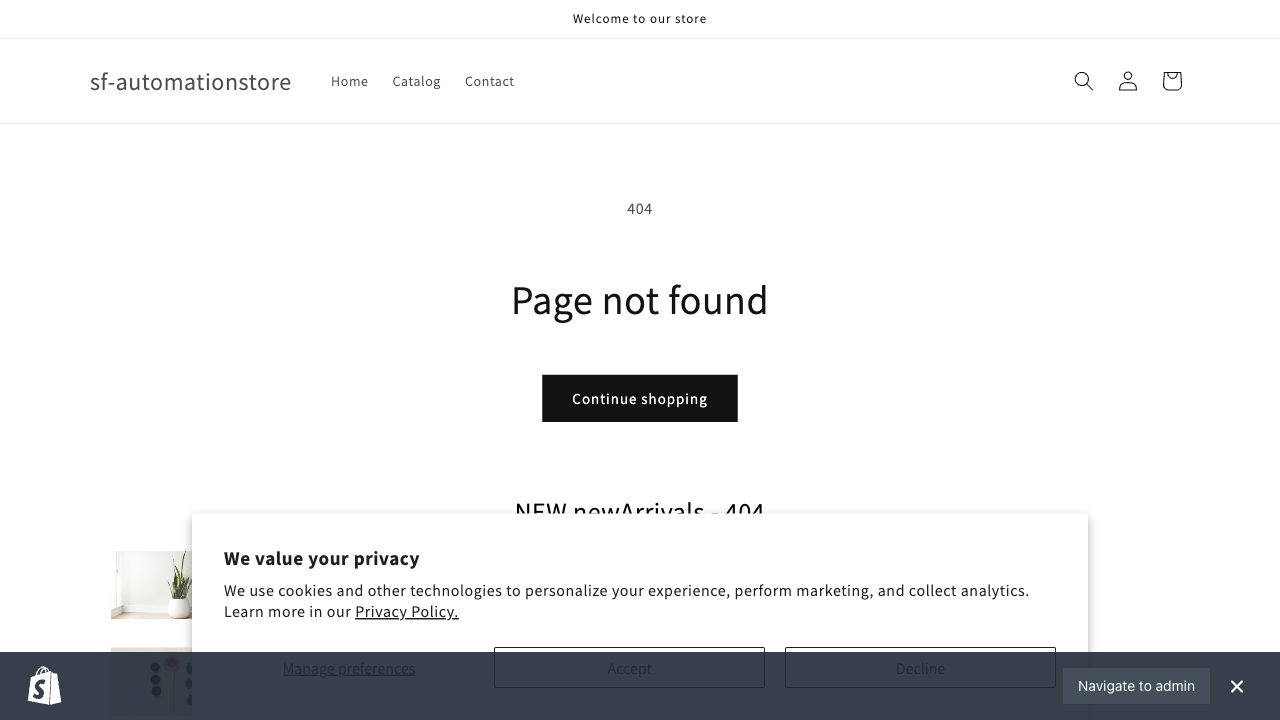 Welcome to our store
sf-automationstore
Home
Catalog
Contact
404
Page not found
Continue shopping
NEW newArrivals - 404
We value your privacy
We use cookies and other technologies to personalize your experience, perform marketing, and collect analytics.
Learn more in our Privacy Policy.
Manage preferences
Accept
Decline
Navigate to admin